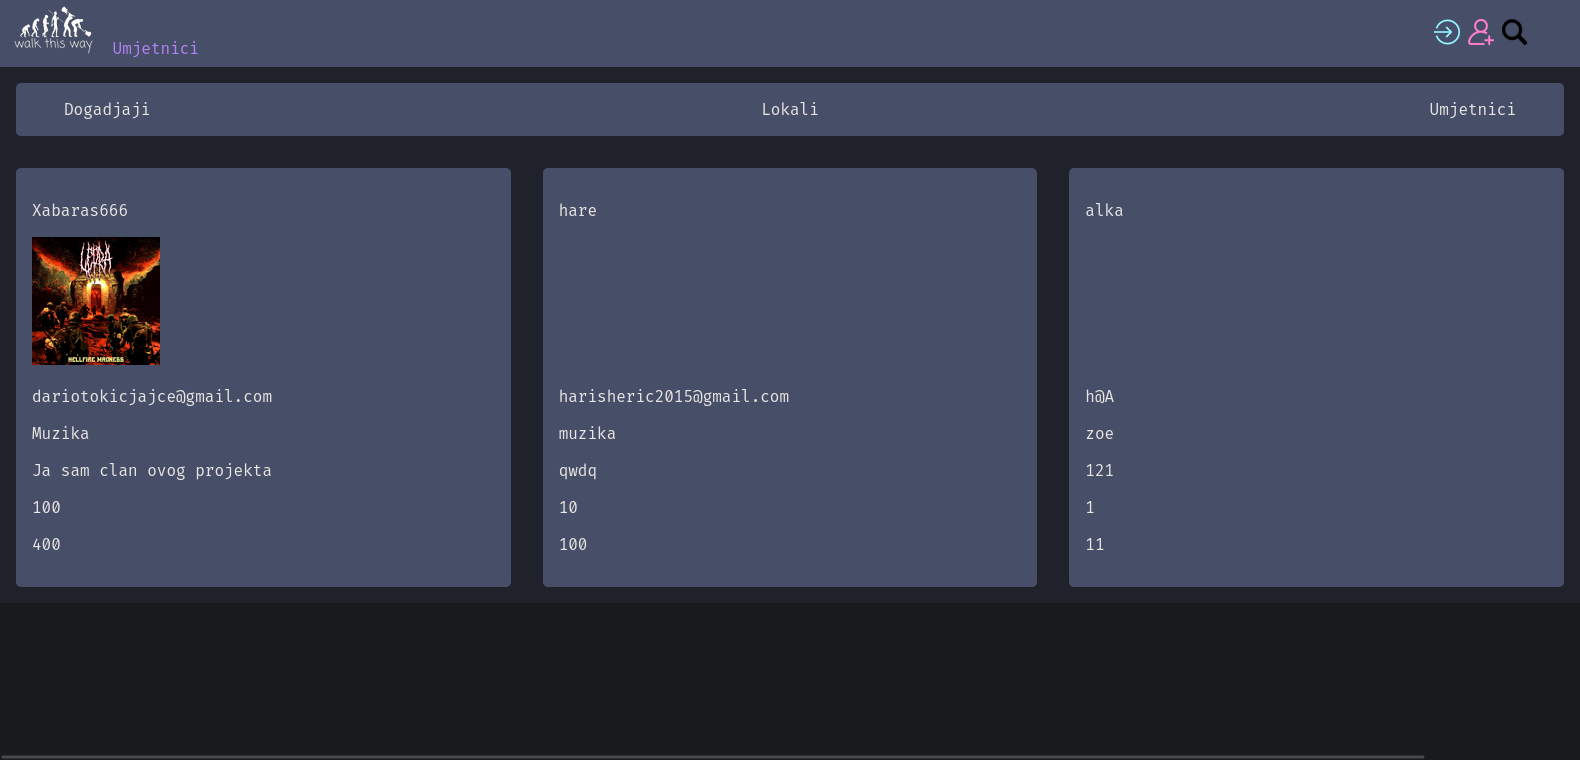 walk this way
Umjetnici
Dogadjaji
Lokali
Umjetnici
Xabaras666
HELLFIRE MADNESS
dariotokicjajce@gmail.com
Muzika
Ja sam clan ovog projekta
100
400
hare
harisheric2015@gmail.com
muzika
qwdq
10
100
alka
h@A
zoe
121
1
11